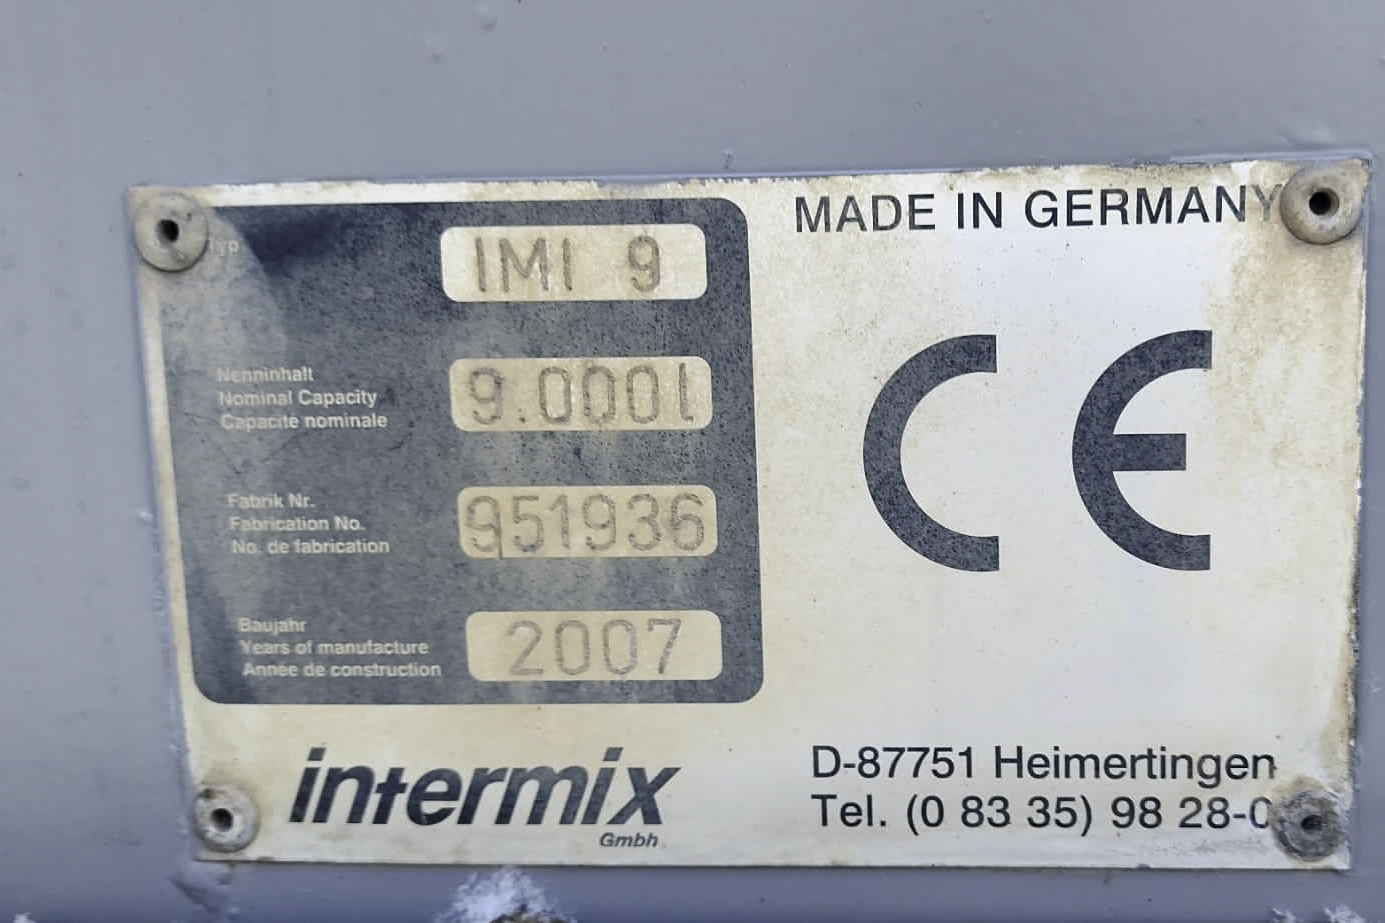 Typ
IMI 9
Nenninhalt
Nominal Capacity
Capacité nominale
9.000l
Fabrik Nr.
Fabrication No.
No. de fabrication
951936
Baujahr
Years of manufacture
Année de construction
2007
intermix
Gmbh
MADE IN GERMANY
CE
D-87751 Heimertingen
Tel. (0 83 35) 98 28-0